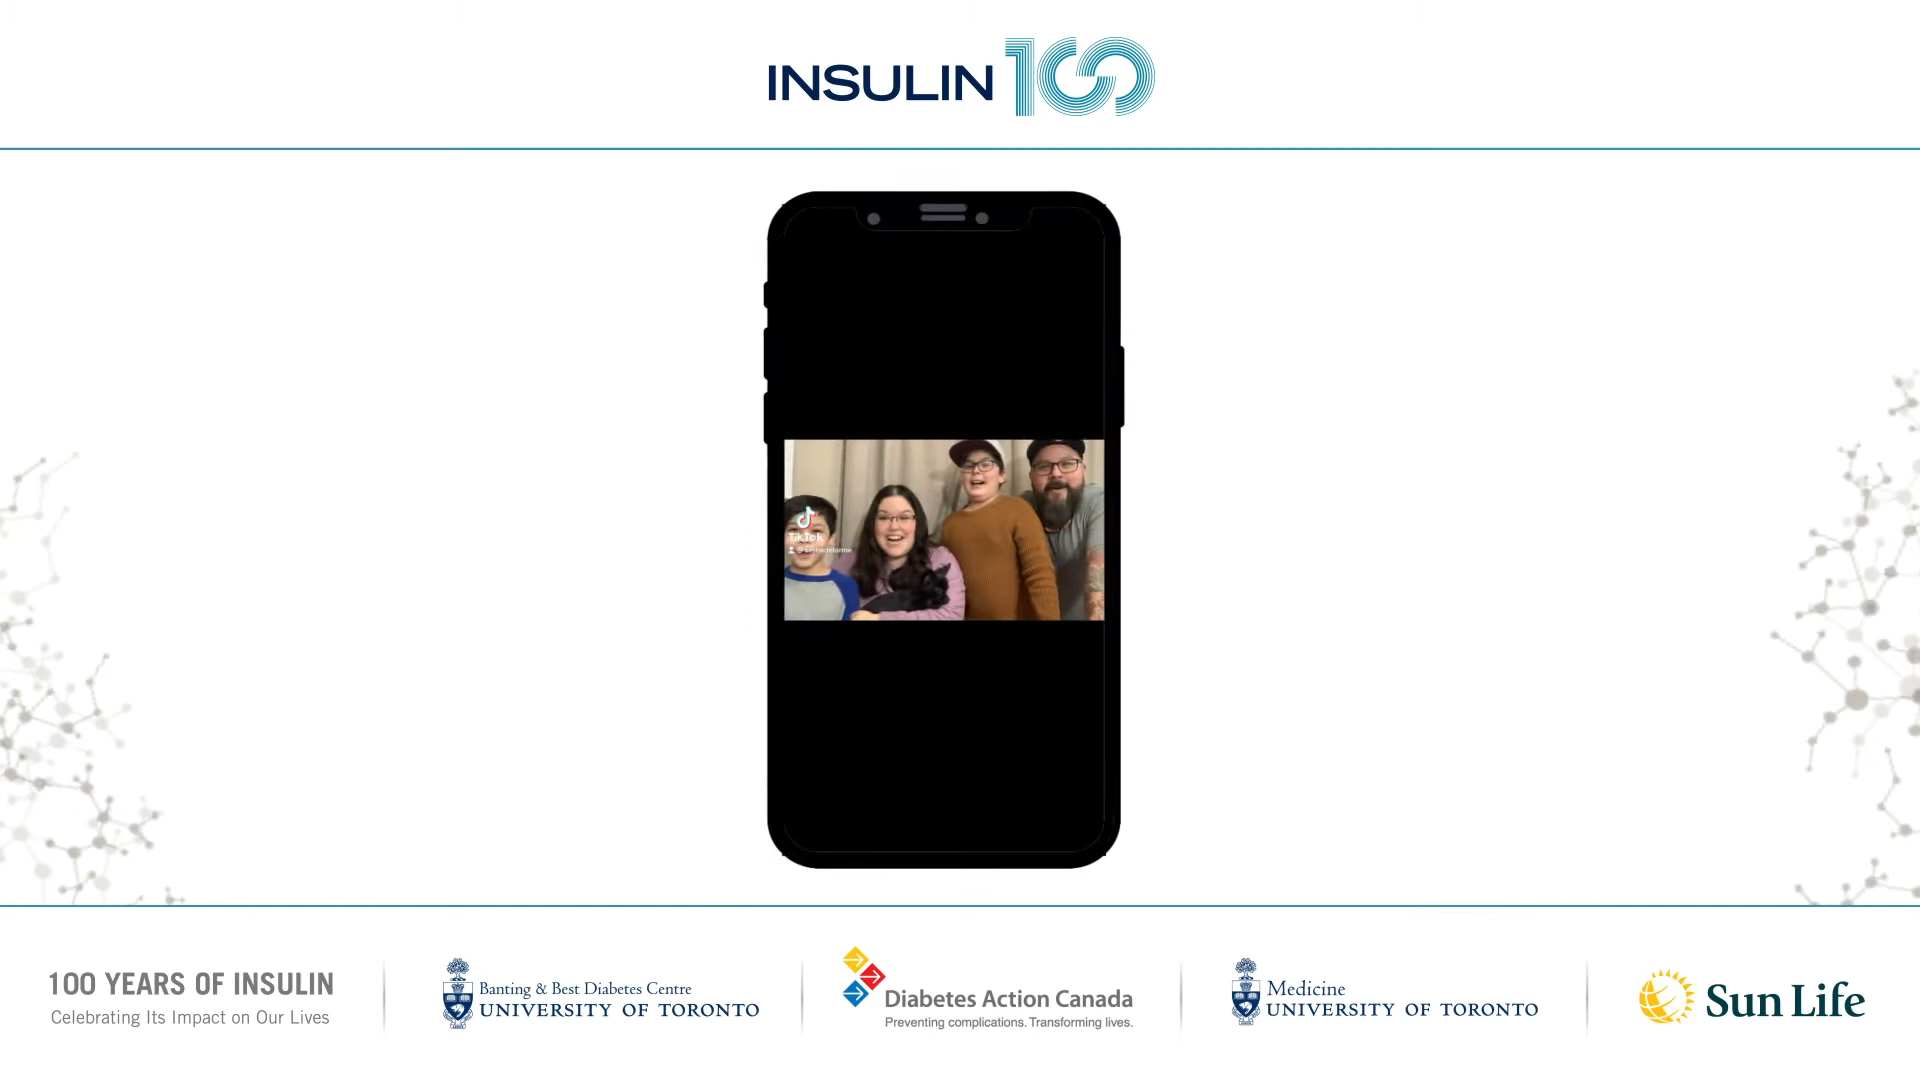 INSULIN 100
TikTok
100 YEARS OF INSULIN
Celebrating Its Impact on Our Lives
Banting & Best Diabetes Centre
UNIVERSITY OF TORONTO
Diabetes Action Canada
Preventing complications. Transforming lives.
Medicine
UNIVERSITY OF TORONTO
Sun Life